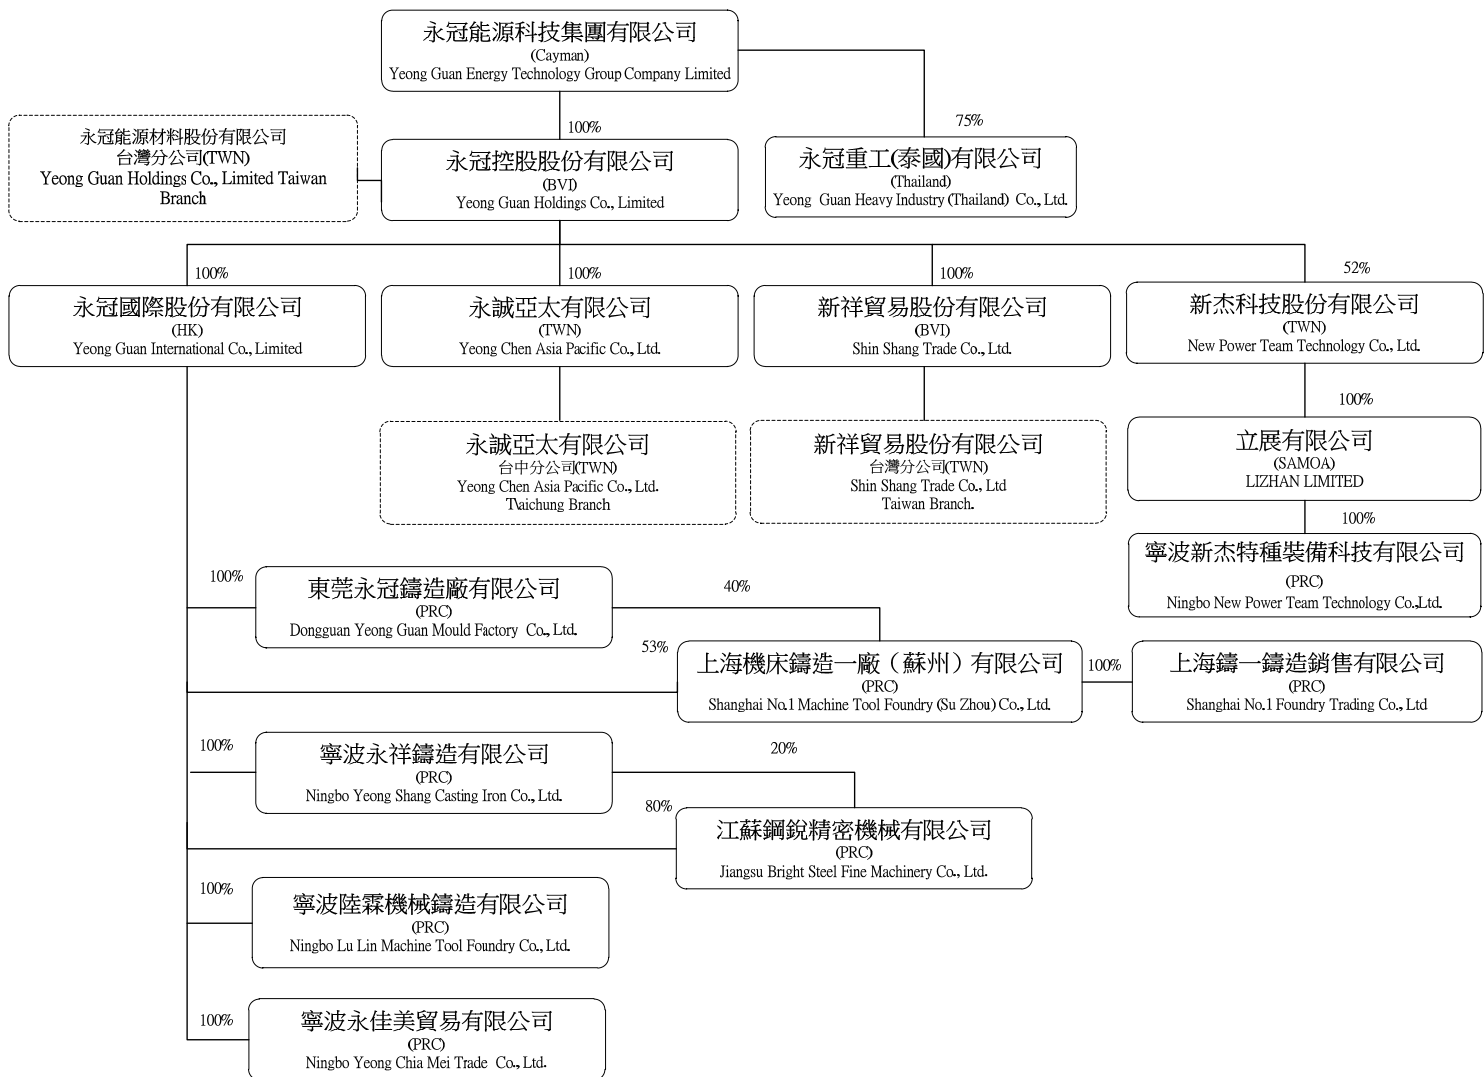 永冠能源科技集團有限公司
(Cayman)
Yeong Guan Energy Technology Group Company Limited
100%
75%
永冠能源材料股份有限公司
台灣分公司(TWN)
Yeong Guan Holdings Co., Limited Taiwan
Branch
永冠控股股份有限公司
(BVI)
Yeong Guan Holdings Co., Limited
永冠重工(泰國)有限公司
(Thailand)
Yeong Guan Heavy Industry (Thailand) Co., Ltd.
100%
100%
100%
52%
永冠國際股份有限公司
(HK)
Yeong Guan International Co., Limited
永誠亞太有限公司
(TWN)
Yeong Chen Asia Pacific Co., Ltd.
新祥貿易股份有限公司
(BVI)
Shin Shang Trade Co., Ltd.
新杰科技股份有限公司
(TWN)
New Power Team Technology Co., Ltd.
100%
永誠亞太有限公司
台中分公司(TWN)
Yeong Chen Asia Pacific Co., Ltd.
Taichung Branch
新祥貿易股份有限公司
台灣分公司(TWN)
Shin Shang Trade Co., Ltd
Taiwan Branch.
立展有限公司
(SAMOA)
LIZHAN LIMITED
100%
寧波新杰特種裝備科技有限公司
(PRC)
Ningbo New Power Team Technology Co.,Ltd.
100%
東莞永冠鑄造廠有限公司
(PRC)
Dongguan Yeong Guan Mould Factory Co., Ltd.
40%
53%
上海機床鑄造一廠（蘇州）有限公司
(PRC)
Shanghai No.1 Machine Tool Foundry (Su Zhou) Co., Ltd.
100%
上海鑄一鑄造銷售有限公司
(PRC)
Shanghai No.1 Foundry Trading Co., Ltd
100%
寧波永祥鑄造有限公司
(PRC)
Ningbo Yeong Shang Casting Iron Co., Ltd.
20%
80%
江蘇鋼銳精密機械有限公司
(PRC)
Jiangsu Bright Steel Fine Machinery Co., Ltd.
100%
寧波陸霖機械鑄造有限公司
(PRC)
Ningbo Lu Lin Machine Tool Foundry Co., Ltd.
100%
寧波永佳美貿易有限公司
(PRC)
Ningbo Yeong Chia Mei Trade Co., Ltd.